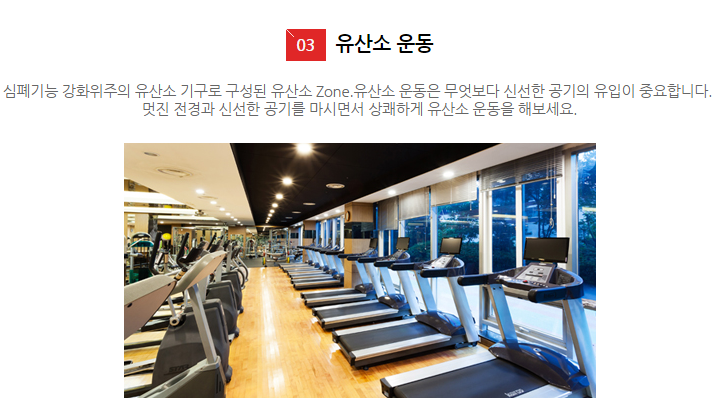 03 유산소 운동
심폐기능 강화위주의 유산소 기구로 구성된 유산소 Zone.유산소 운동은 무엇보다 신선한 공기의 유입이 중요합니다.
멋진 전경과 신선한 공기를 마시면서 상쾌하게 유산소 운동을 해보세요.